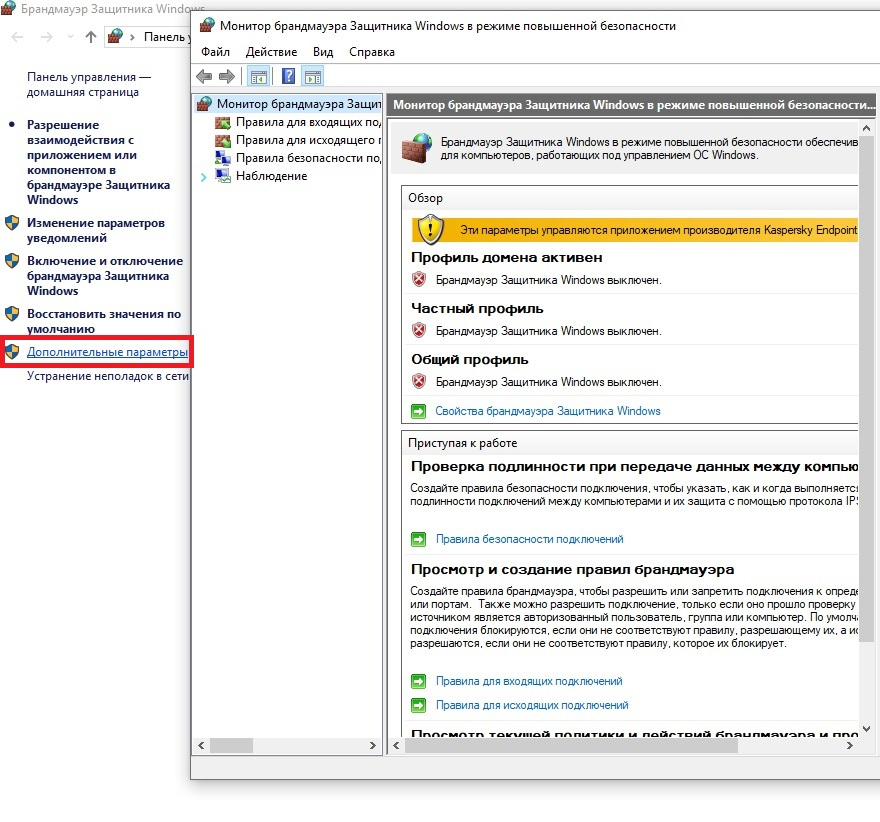 Брандмауэр Защитника Windows
Панель у
Панель управления —
домашняя страница
Разрешение
взаимодействия с
приложением или
компонентом в
брандмауэре Защитника
Windows
Изменение параметров
уведомлений
Включение и отключение
брандмауэра Защитника
Windows
Восстановить значения по
умолчанию
Дополнительные параметры
Устранение неполадок в сети
Монитор брандмауэра Защитника Windows в режиме повышенной безопасности
Файл Действие Вид Справка
Монитор брандмауэра Защит
Правила для входящих по
Правила для исходящего п
Правила безопасности по
Наблюдение
Монитор брандмауэра Защитника Windows в режиме повышенной безопасности...
Брандмауэр Защитника Windows в режиме повышенной безопасности обеспечив
для компьютеров, работающих под управлением ОС Windows.
Обзор
Эти параметры управляются приложением производителя Kaspersky Endpoint
Профиль домена активен
Брандмауэр Защитника Windows выключен.
Частный профиль
Брандмауэр Защитника Windows выключен.
Общий профиль
Брандмауэр Защитника Windows выключен.
Свойства брандмауэра Защитника Windows
Приступая к работе
Проверка подлинности при передаче данных между компью
Создайте правила безопасности подключения, чтобы указать, как и когда выполняетс
подлинности подключений между компьютерами и их защита с помощью протокола IPS
Правила безопасности подключений
Просмотр и создание правил брандмауэра
Создайте правила брандмауэра, чтобы разрешить или запретить подключения к опреде
или портам. Также можно разрешить подключение, только если оно прошло проверку
источником является авторизованный пользователь, группа или компьютер. По умолча
подключения блокируются, если они не соответствуют правилу, разрешающему их, а ис
разрешаются, если они не соответствуют правилу, которое их блокирует.
Правила для входящих подключений
Правила для исходящих подключений
Просмотр текущей политики и действий брандмауэра и про